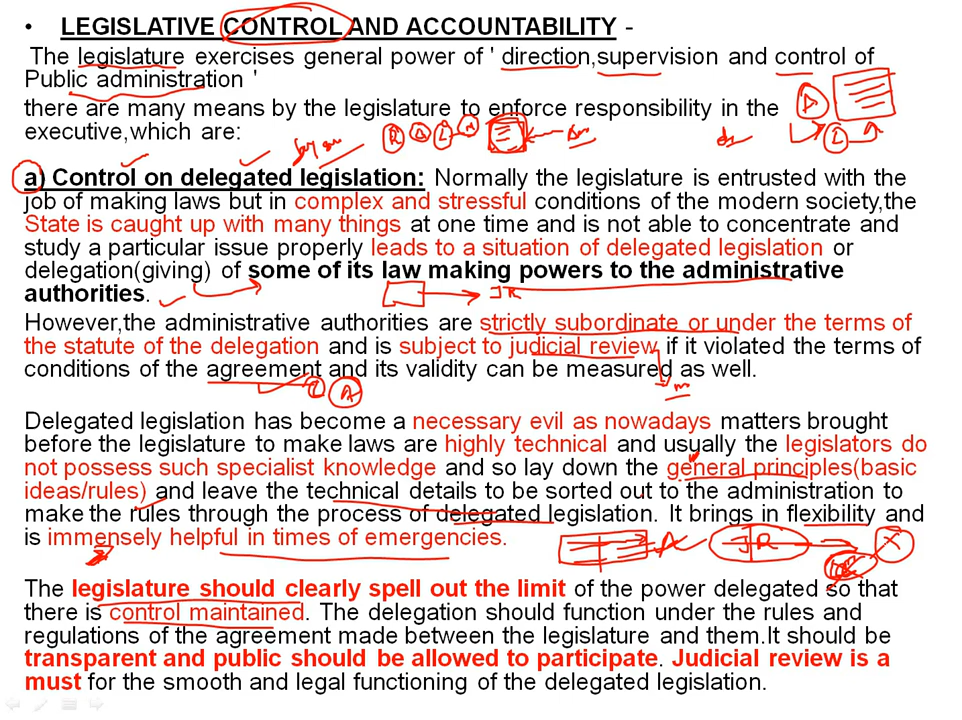 • LEGISLATIVE CONTROL AND ACCOUNTABILITY -
The legislature exercises general power of ' direction,supervision and control of
Public administration '
there are many means by the legislature to enforce responsibility in the
executive,which are:
a) Control on delegated legislation: Normally the legislature is entrusted with the
job of making laws but in complex and stressful conditions of the modern society,the
State is caught up with many things at one time and is not able to concentrate and
study a particular issue properly leads to a situation of delegated legislation or
delegation(giving) of some of its law making powers to the administrative
authorities.
JR
However,the administrative authorities are strictly subordinate or under the terms of
the statute of the delegation and is subject to judicial review if it violated the terms of
conditions of the agreement and its validity can be measured as well.
Delegated legislation has become a necessary evil as nowadays matters brought
before the legislature to make laws are highly technical and usually the legislators do
not possess such specialist knowledge and so lay down the general principles(basic
ideas/rules) and leave the technical details to be sorted out to the administration to
make the rules through the process of delegated legislation. It brings in flexibility and
is immensely helpful in times of emergencies.
JR
The legislature should clearly spell out the limit of the power delegated so that
there is control maintained. The delegation should function under the rules and
regulations of the agreement made between the legislature and them.It should be
transparent and public should be allowed to participate. Judicial review is a
must for the smooth and legal functioning of the delegated legislation.